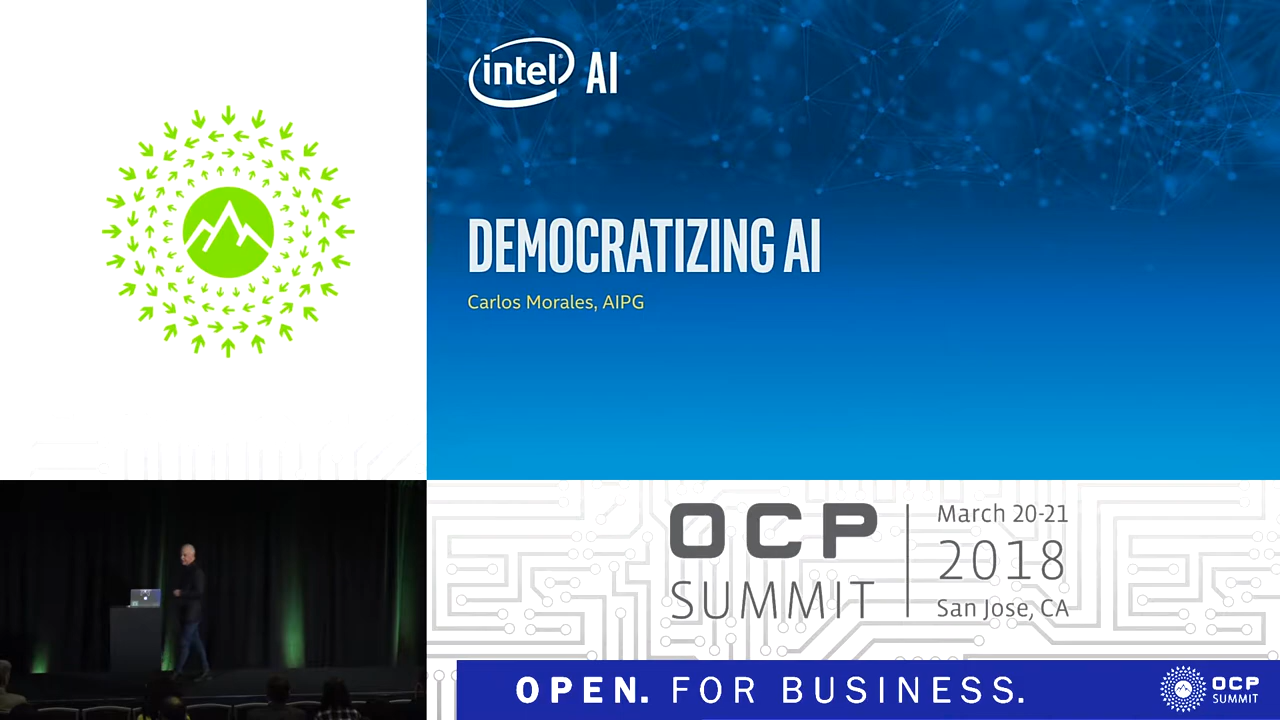 intel AI
DEMOCRATIZING AI
Carlos Morales, AIPG
OCP
SUMMIT
March 20-21
2018
San Jose, CA
OPEN. FOR BUSINESS.
OCP
SUMMIT